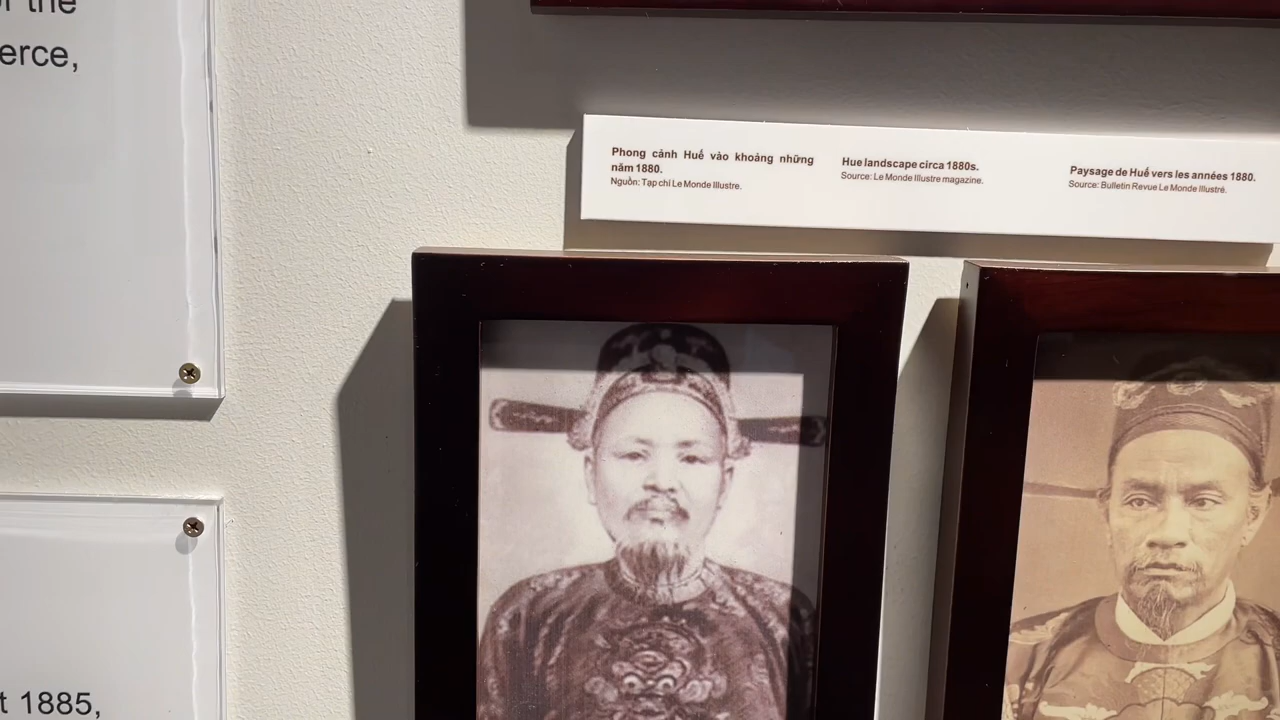 of the
erce,
Phong cảnh Huế vào khoảng những
năm 1880.
Nguồn: Tạp chí Le Monde Illustre.
Hue landscape circa 1880s.
Source: Le Monde Illustre magazine.
Paysage de Huế vers les années 1880.
Source: Bulletin Revue Le Monde Illustré.
t 1885,